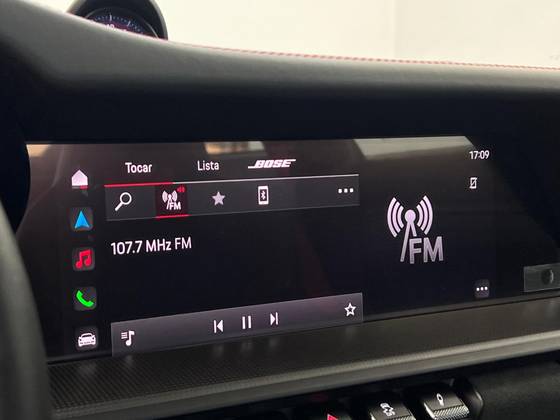 Tocar Lista BOSE 17:09
FM
107.7 MHz FM
FM